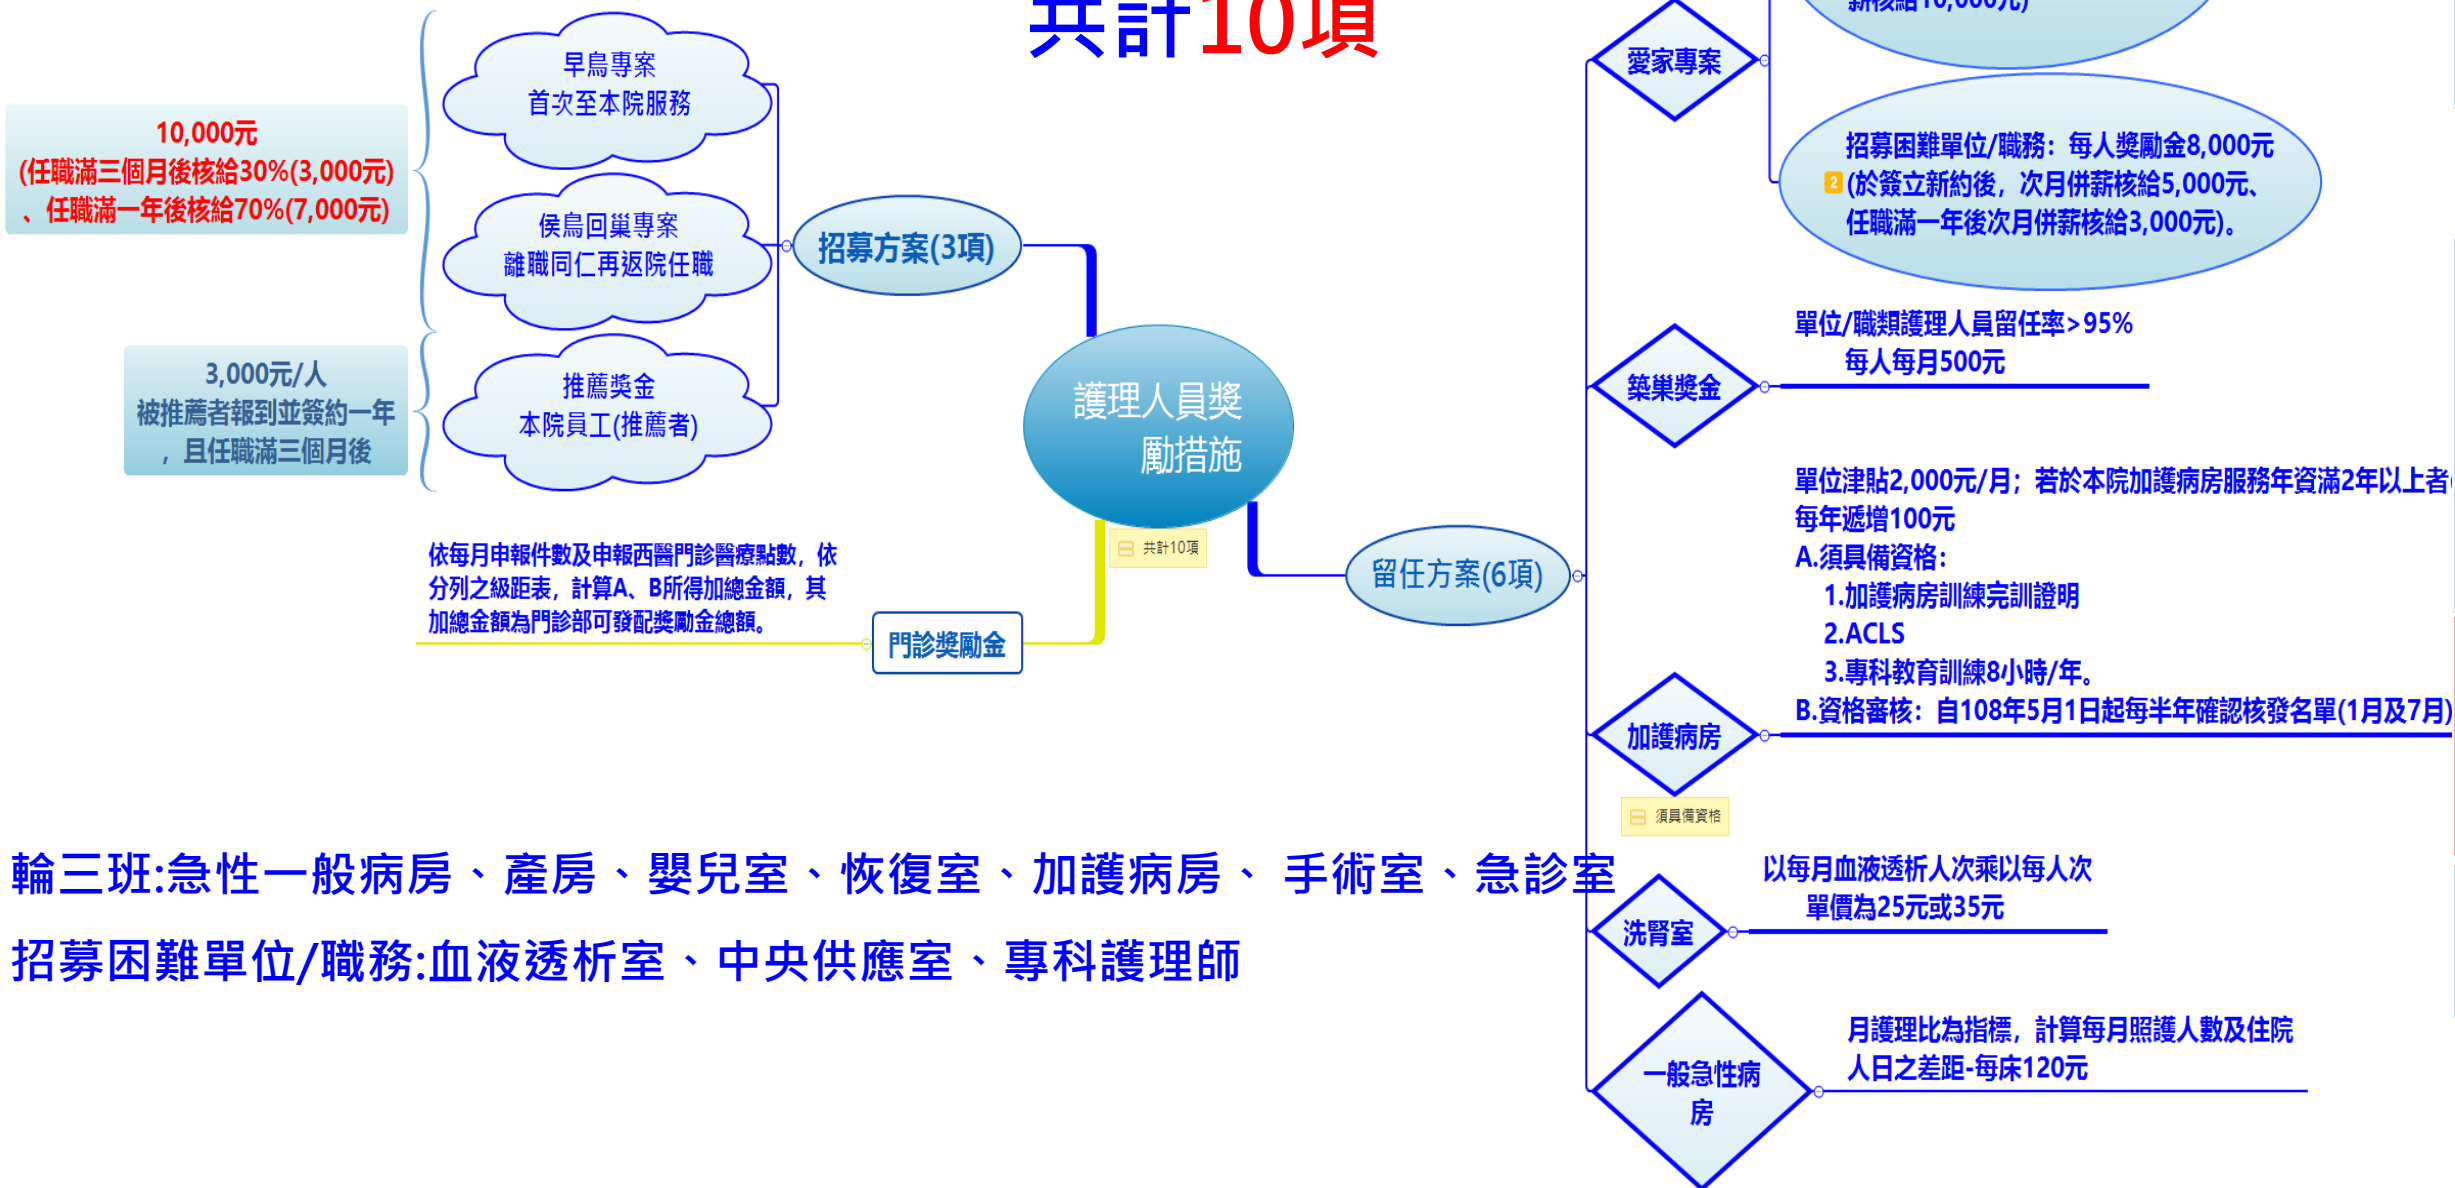 共計10項
10,000元
(任職滿三個月後核給30%(3,000元)
、任職滿一年後核給70%(7,000元)
早鳥專案
首次至本院服務
侯鳥回巢專案
離職同仁再返院任職
3,000元/人
被推薦者報到並簽約一年
，且任職滿三個月後
推薦獎金
本院員工(推薦者)
招募方案(3項)
護理人員獎
勵措施
共計10項
依每月申報件數及申報西醫門診醫療點數，依
分列之級距表，計算A、B所得加總金額，其
加總金額為門診部可發配獎勵金總額。
門診獎勵金
留任方案(6項)
愛家專案
薪核給10,000元)
招募困難單位/職務：每人獎勵金8,000元
2 (於簽立新約後，次月併薪核給5,000元、
任職滿一年後次月併薪核給3,000元)。
築巢獎金
單位/職類護理人員留任率>95%
每人每月500元
加護病房
須具備資格
單位津貼2,000元/月；若於本院加護病房服務年資滿2年以上者
每年遞增100元
A.須具備資格：
1.加護病房訓練完訓證明
2.ACLS
3.專科教育訓練8小時/年。
B.資格審核：自108年5月1日起每半年確認核發名單(1月及7月)
洗腎室
以每月血液透析人次乘以每人次
單價為25元或35元
一般急性病
房
月護理比為指標，計算每月照護人數及住院
人日之差距-每床120元
輪三班:急性一般病房、產房、嬰兒室、恢復室、加護病房、 手術室、急診室
招募困難單位/職務:血液透析室、中央供應室、專科護理師